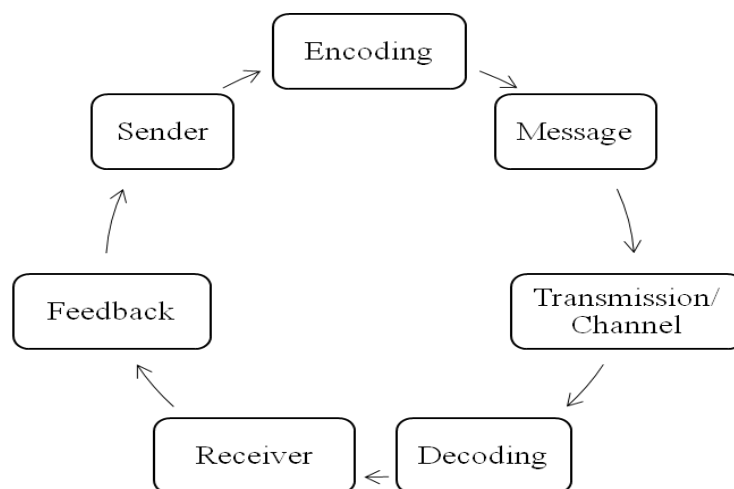 Encoding
Sender
Message
Feedback
Transmission/
Channel
Receiver
Decoding